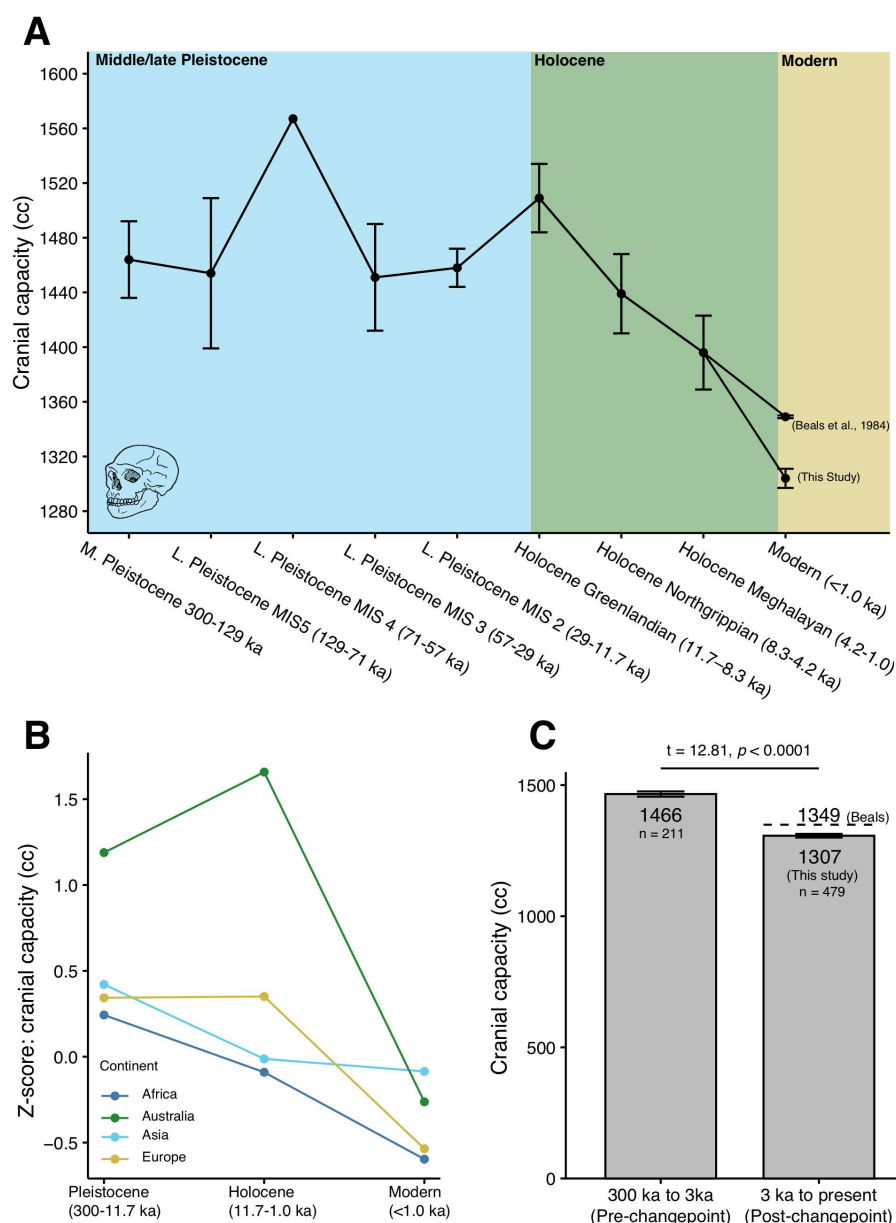 A
Middle/late Pleistocene
Holocene
Modern
Cranial capacity (cc)
1600
1560
1520
1480
1440
1400
1360
1320
1280
(Beals et al., 1984)
(This Study)
M. Pleistocene 300-129 ka
L. Pleistocene MIS5 (129-71 ka)
L. Pleistocene MIS 4 (71-57 ka)
L. Pleistocene MIS 3 (57-29 ka)
L. Pleistocene MIS 2 (29-11.7 ka)
Holocene Greenlandian (11.7–8.3 ka)
Holocene Northgrippian (8.3-4.2 ka)
Holocene Meghalayan (4.2-1.0)
Modern (<1.0 ka)
B
Z-score: cranial capacity (cc)
1.5
1.0
0.5
0.0
−0.5
Continent
Africa
Australia
Asia
Europe
Pleistocene
(300-11.7 ka)
Holocene
(11.7-1.0 ka)
Modern
(<1.0 ka)
C
t = 12.81, p < 0.0001
Cranial capacity (cc)
1500
1000
500
0
1466
n = 211
1349 (Beals)
1307
(This study)
n = 479
300 ka to 3ka
(Pre-changepoint)
3 ka to present
(Post-changepoint)